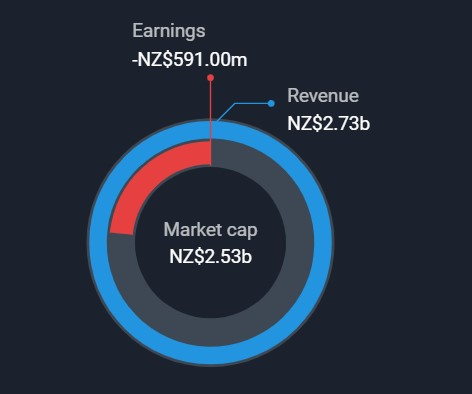 Earnings
-NZ$591.00m
Revenue
NZ$2.73b
Market cap
NZ$2.53b